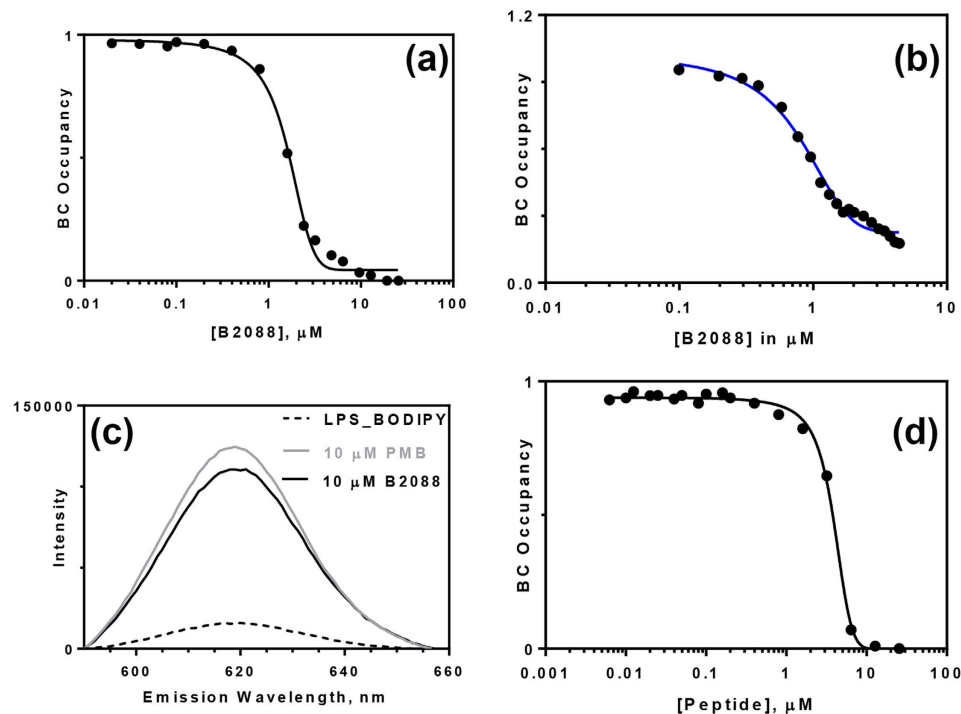 (a)
BC Occupancy
1
0
0.01 0.1 1 10 100
[B2088], μM
(b)
BC Occupancy
1.2
0.0
0.01 0.1 1 10
[B2088] in μM
(c)
Intensity
150000
0
600 620 640 660
Emission Wavelength, nm
LPS_BODIPY
10 μM PMB
10 μM B2088
(d)
BC Occupancy
1
0
0.001 0.01 0.1 1 10 100
[Peptide], μM